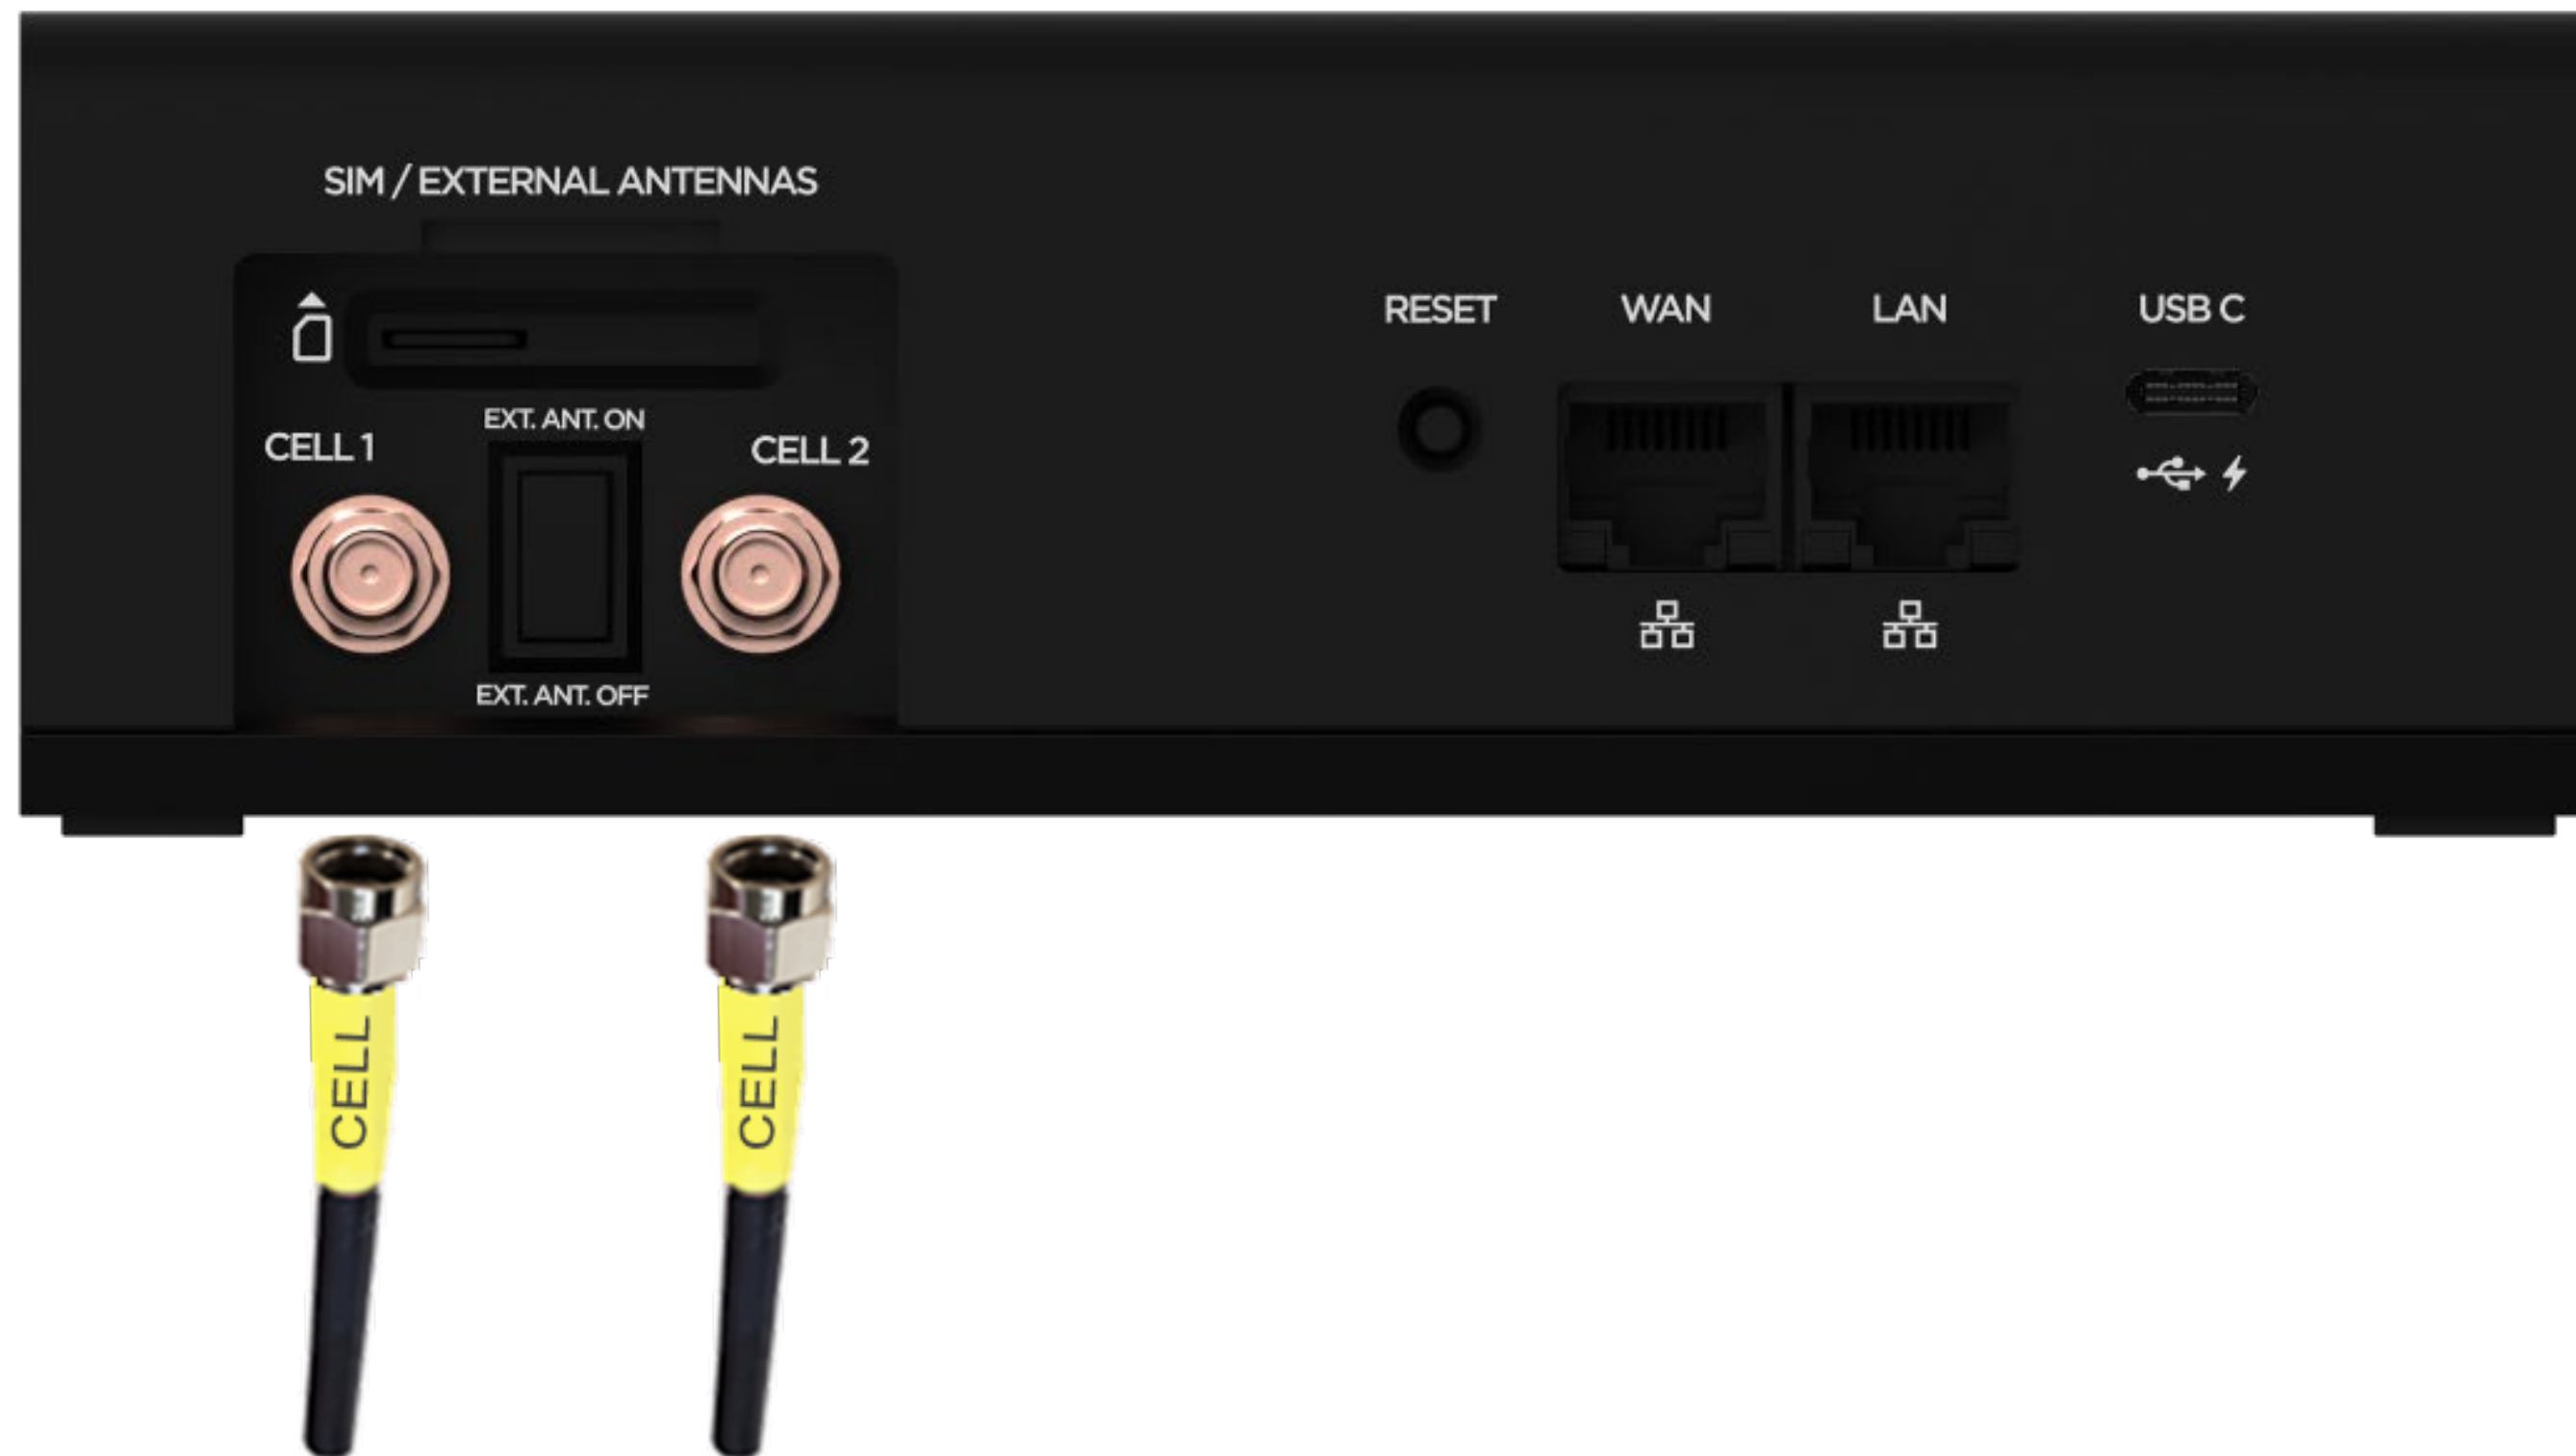 SIM / EXTERNAL ANTENNAS
EXT. ANT. ON
CELL 1
CELL 2
EXT. ANT. OFF
RESET
WAN
LAN
USB C
CELL
CELL